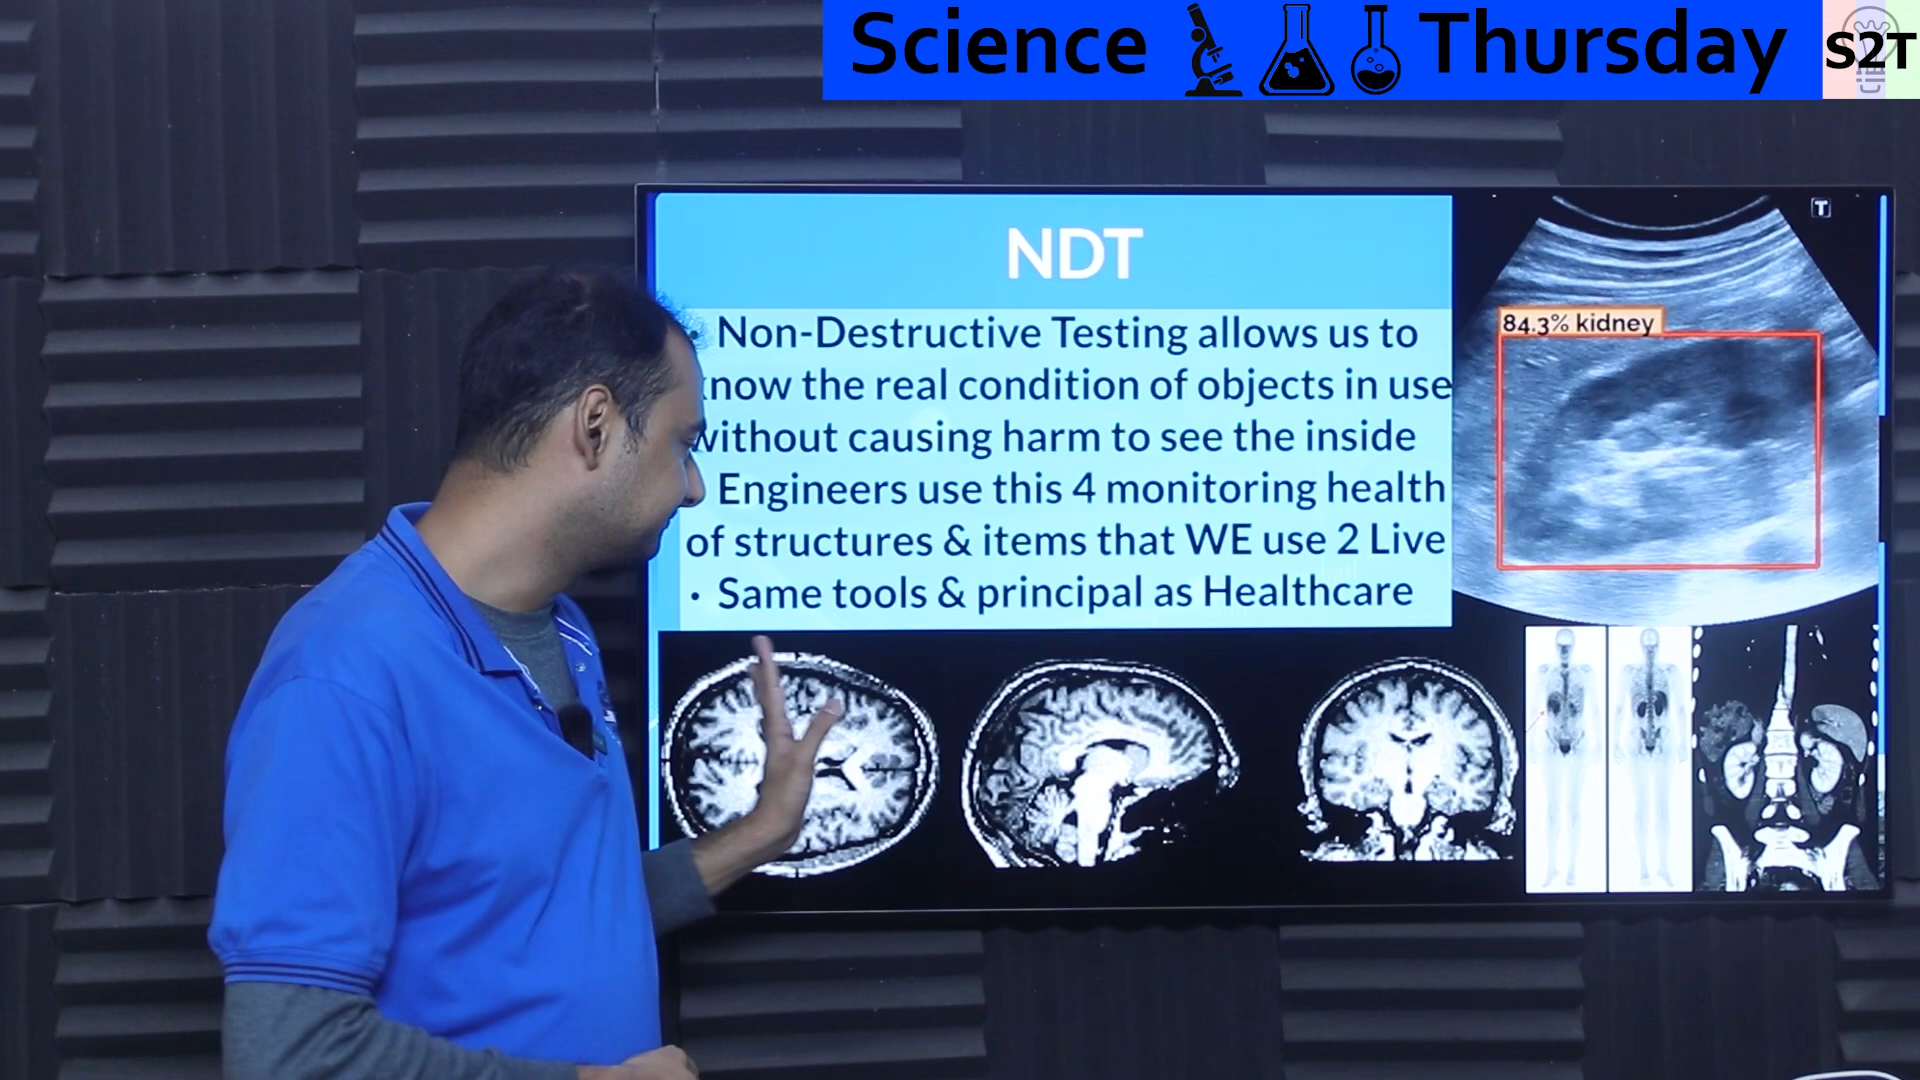 Science Thursday
S2T
NDT
T
84.3% kidney
• Non-Destructive Testing allows us to
know the real condition of objects in use
without causing harm to see the inside
Engineers use this 4 monitoring health
of structures & items that WE use 2 Live
• Same tools & principal as Healthcare